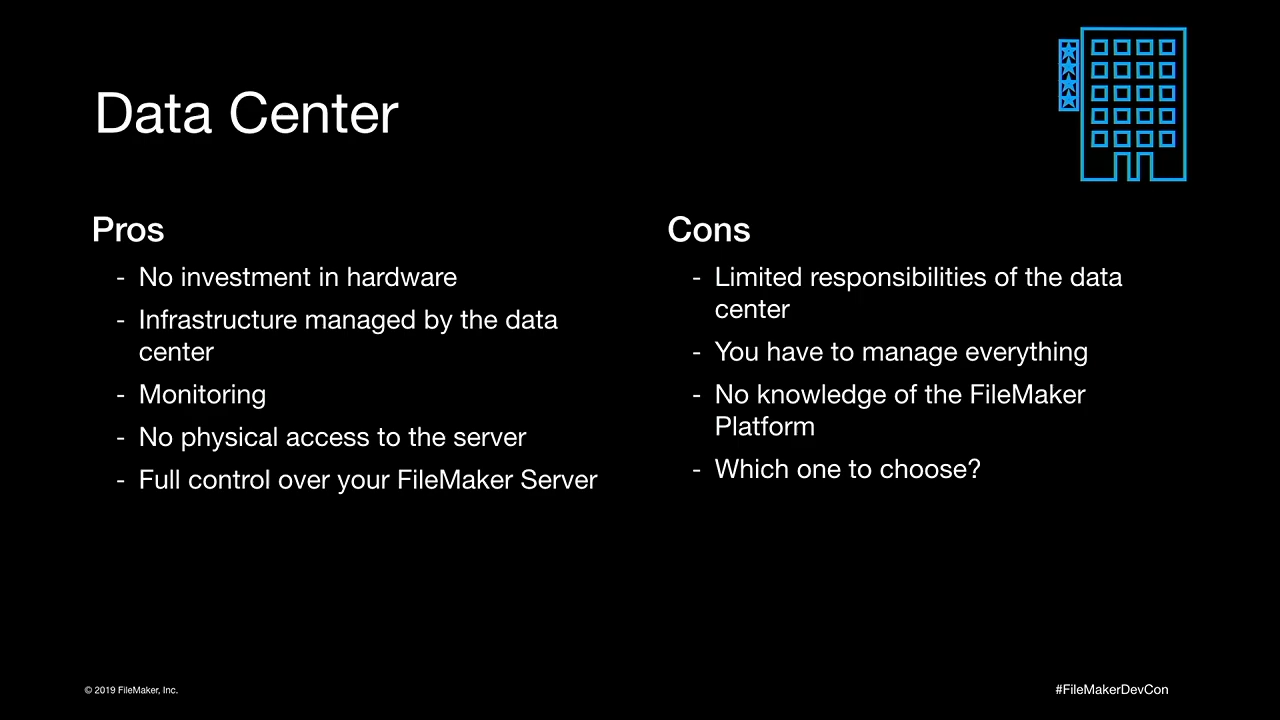 Data Center
Pros
- No investment in hardware
- Infrastructure managed by the data
center
- Monitoring
- No physical access to the server
- Full control over your FileMaker Server
Cons
- Limited responsibilities of the data
center
- You have to manage everything
- No knowledge of the FileMaker
Platform
- Which one to choose?
© 2019 FileMaker, Inc.
#FileMakerDevCon